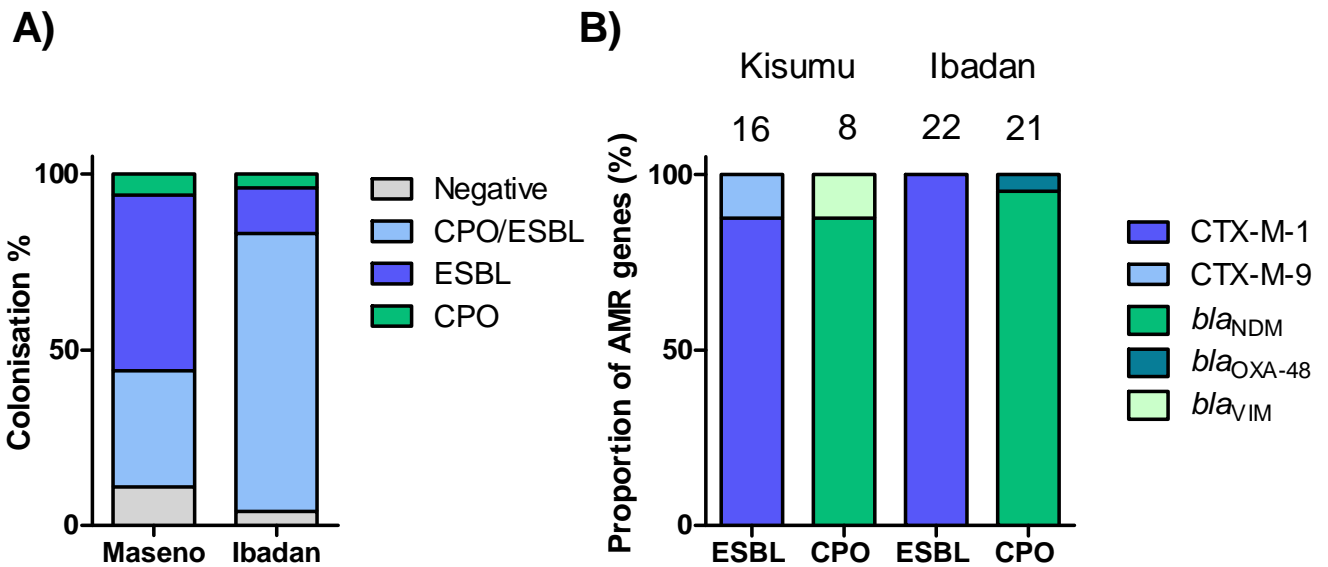 A)
Colonisation %
100
50
0
Maseno Ibadan
Negative
CPO/ESBL
ESBL
CPO
B)
Kisumu Ibadan
16 8 22 21
Proportion of AMR genes (%)
100
50
0
ESBL CPO ESBL CPO
CTX-M-1
CTX-M-9
blaNDM
blaOXA-48
blaVIM